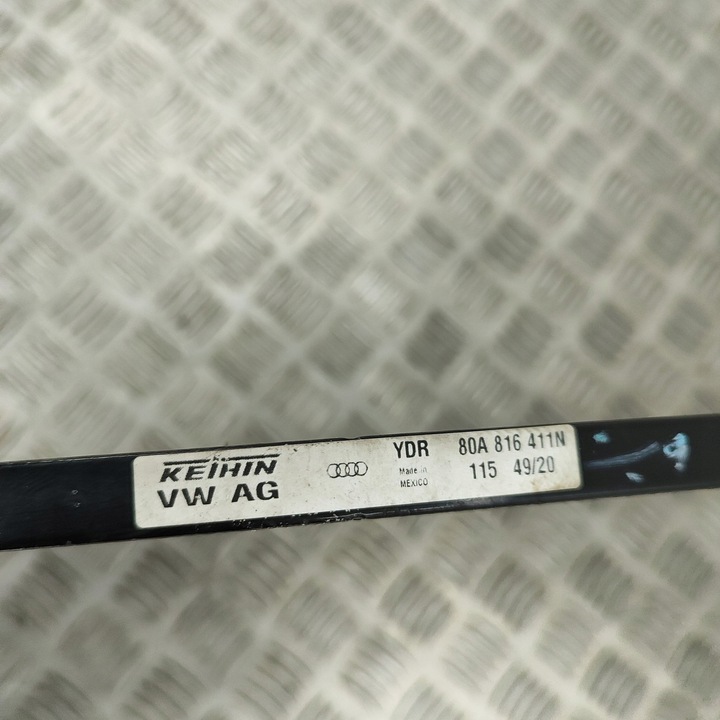 KEIHIN
VW AG
YDR 80A 816 411N
Made in
MEXICO
115 49/20